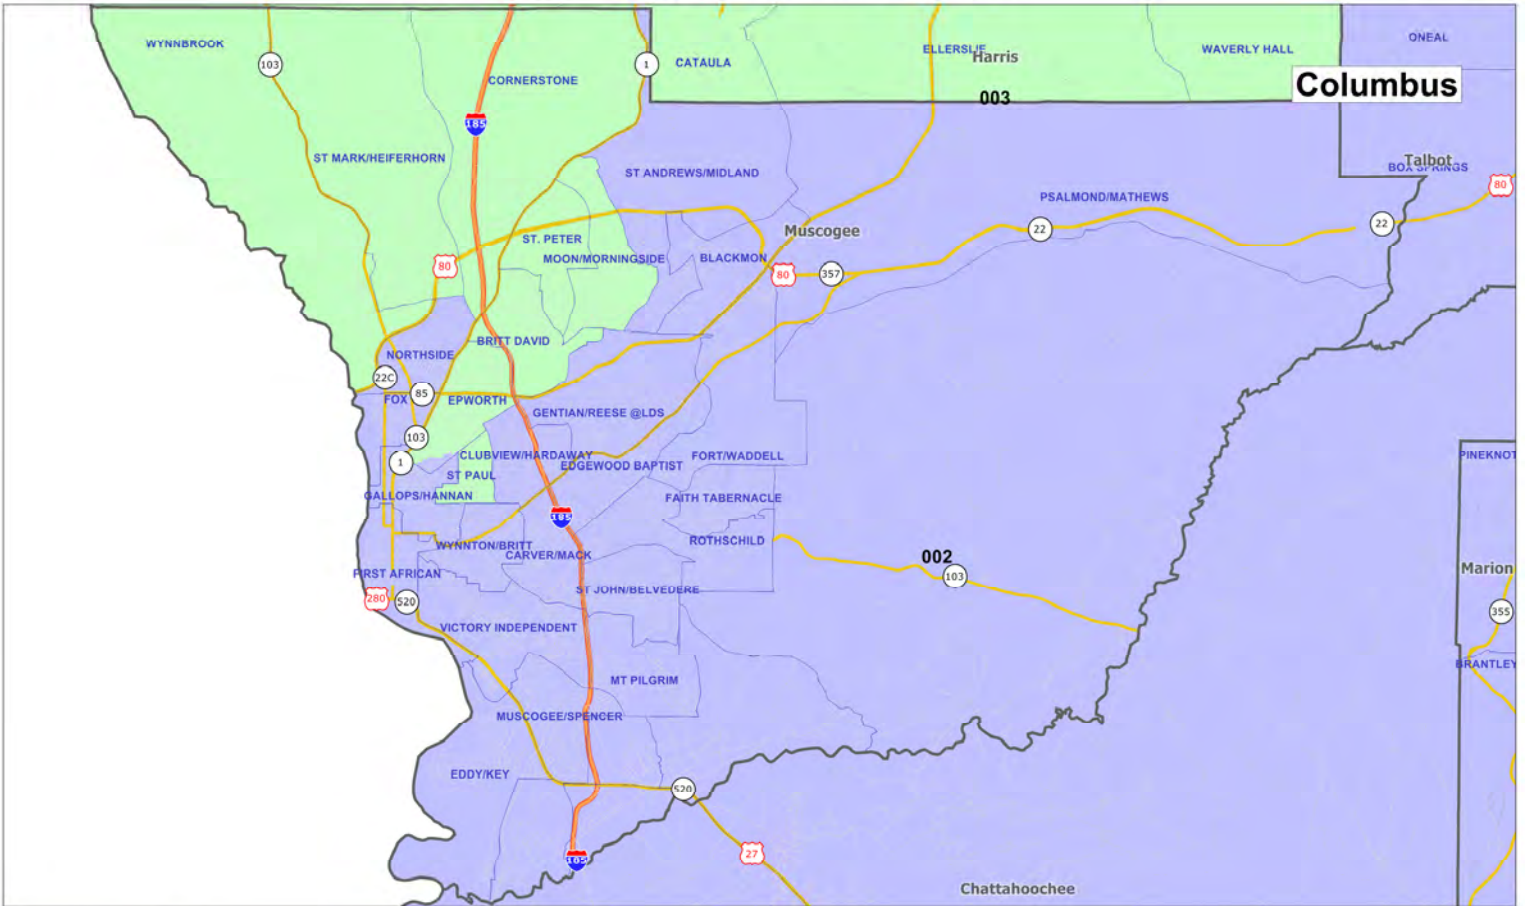 ONEAL
WYNNBROOK
ELLERSLIE
WAVERLY HALL
Harris
103
1
CATAULA
CORNERSTONE
Columbus
003
185
ST MARK/HEIFERHORN
Talbot
BOX SPRINGS
ST ANDREWS/MIDLAND
80
PSALMOND/MATHEWS
22
22
Muscogee
ST. PETER
MOON/MORNINGSIDE
BLACKMON
80
80
357
BRITT DAVID
NORTHSIDE
22C
85
FOX
EPWORTH
GENTIAN/REESE @LDS
103
CLUBVIEW/HARDAWAY
FORT/WADDELL
PINEKNOT
1
EDGEWOOD BAPTIST
ST PAUL
GALLOPS/HANNAN
FAITH TABERNACLE
185
ROTHSCHILD
WYNNTON/BRITT
CARVER/MACK
002
FIRST AFRICAN
103
Marion
ST JOHN/BELVEDERE
280
520
355
VICTORY INDEPENDENT
BRANTLEY
MT PILGRIM
MUSCOGEE/SPENCER
EDDY/KEY
520
27
185
Chattahoochee